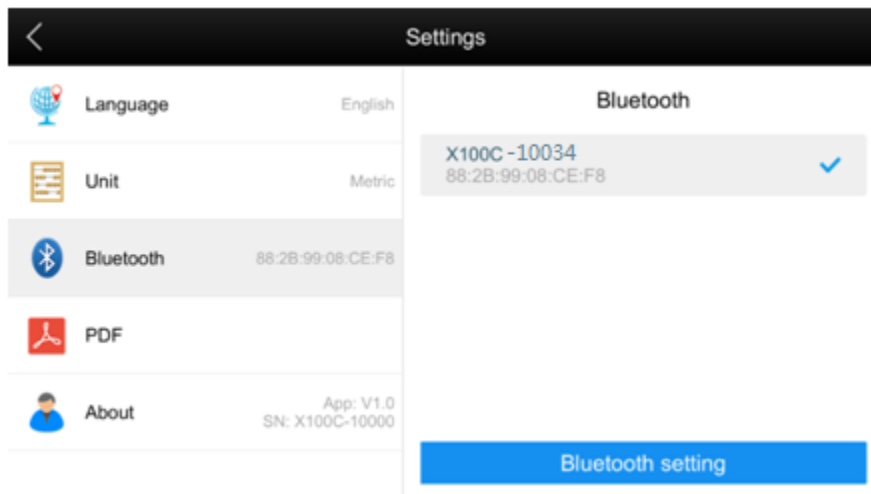 Settings
Language English
Unit Metric
Bluetooth 88:2B:99:08:CE:F8
PDF
About App: V1.0
SN: X100C-10000
Bluetooth
X100C-10034
88:2B:99:08:CE:F8
Bluetooth setting